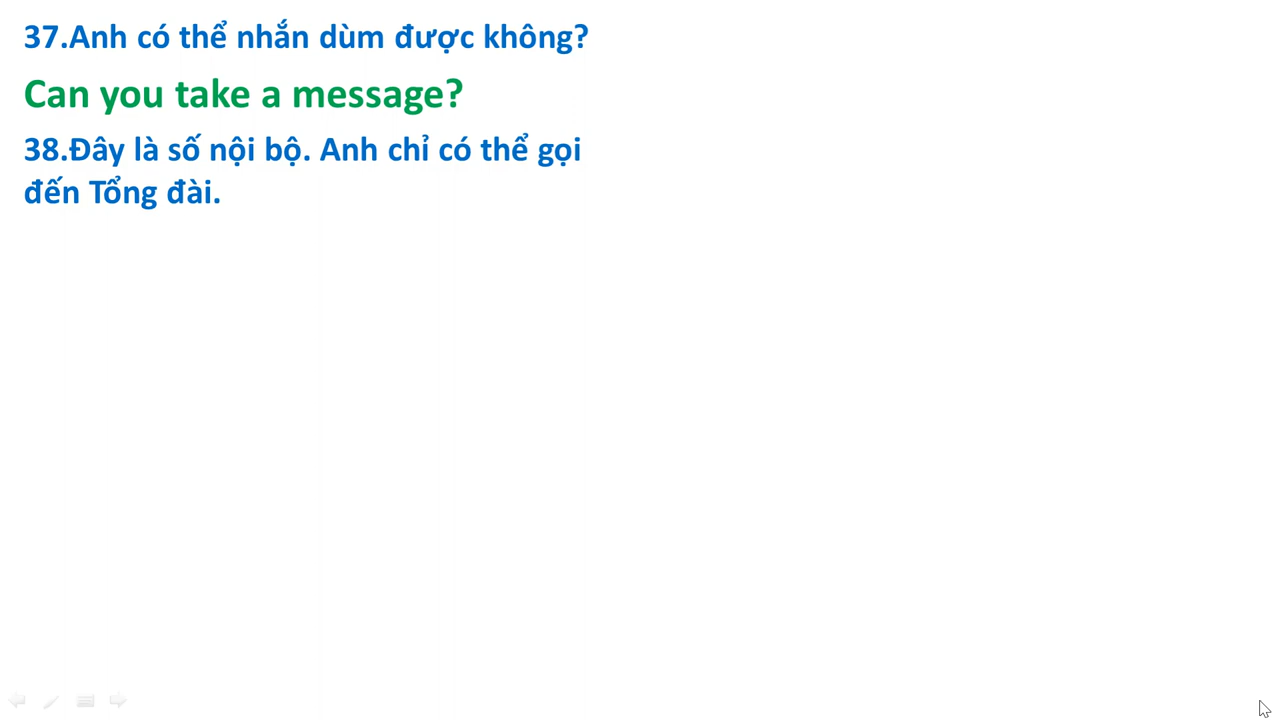 37.Anh có thể nhắn dùm được không?
Can you take a message?
38.Đây là số nội bộ. Anh chỉ có thể gọi
đến Tổng đài.